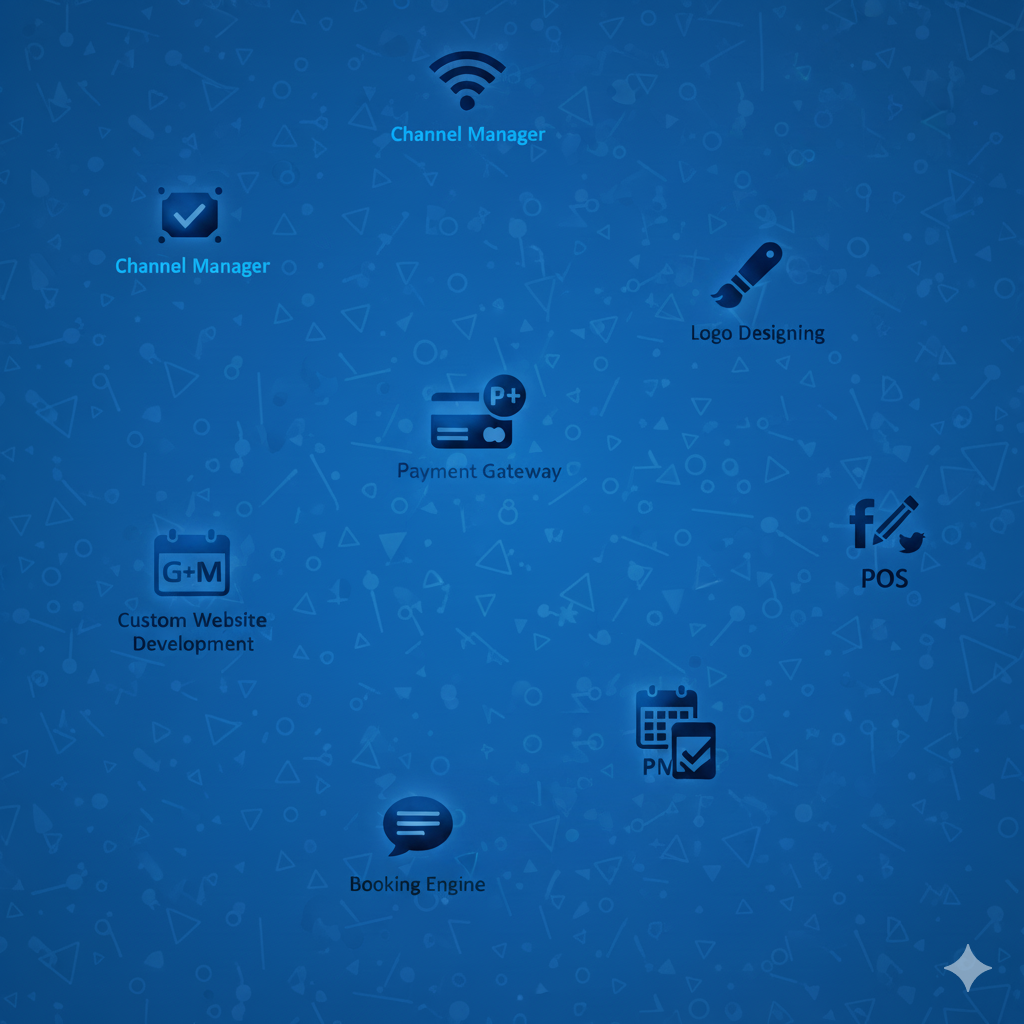 Channel Manager
Channel Manager
Logo Designing
P+
Payment Gateway
f
POS
G+M
Custom Website
Development
PM
Booking Engine